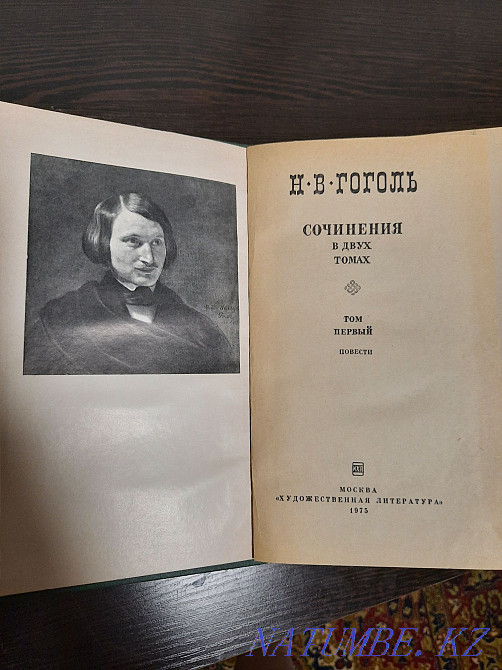 Н·В·ГОГОЛЬ
СОЧИНЕНИЯ
В ДВУХ
ТОМАХ
ТОМ
ПЕРВЫЙ
ПОВЕСТИ
МОСКВА
«ХУДОЖЕСТВЕННАЯ ЛИТЕРАТУРА»
1975
NATUMBE.KZ